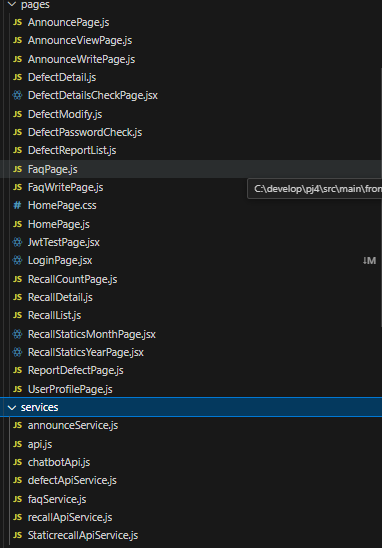 pages
JS AnnouncePage.js
JS AnnounceViewPage.js
JS AnnounceWritePage.js
JS DefectDetail.js
DefectDetailsCheckPage.jsx
JS DefectModify.js
JS DefectPasswordCheck.js
JS DefectReportList.js
JS FaqPage.js
JS FaqWritePage.js
C:\develop\pj4\src\main\fron
# HomePage.css
JS HomePage.js
JwtTestPage.jsx
LoginPage.jsx ↓M
JS RecallCountPage.js
JS RecallDetail.js
JS RecallList.js
RecallStaticsMonthPage.jsx
RecallStaticsYearPage.jsx
JS ReportDefectPage.js
JS UserProfilePage.js
services
JS announceService.js
JS api.js
JS chatbotApi.js
JS defectApiService.js
JS faqService.js
JS recallApiService.js
JS StaticrecallApiService.js